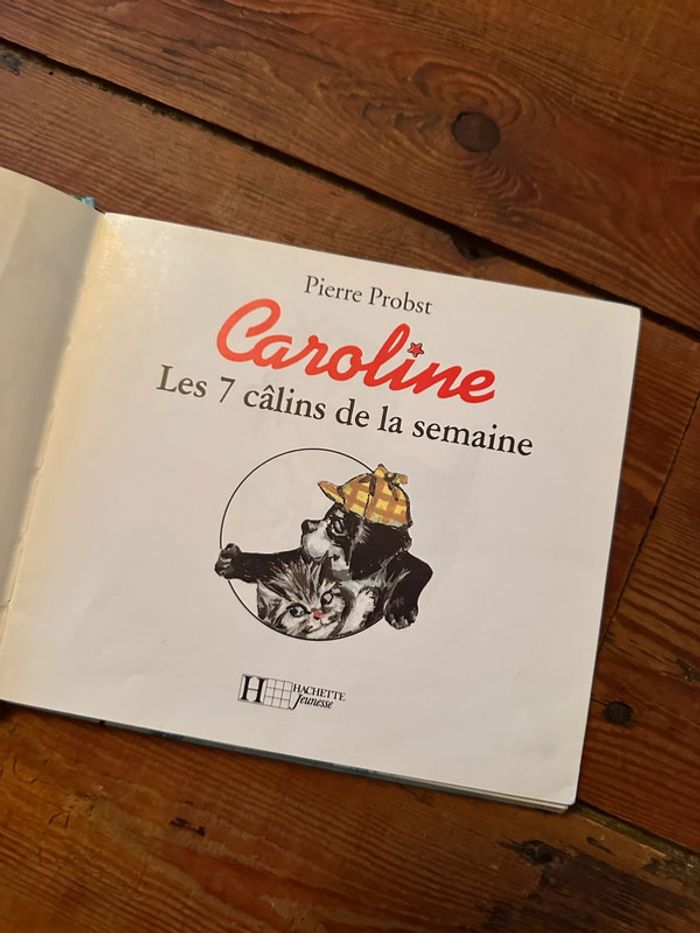 Pierre Probst
Caroline
Les 7 câlins de la semaine
H HACHETTE
Jeunesse